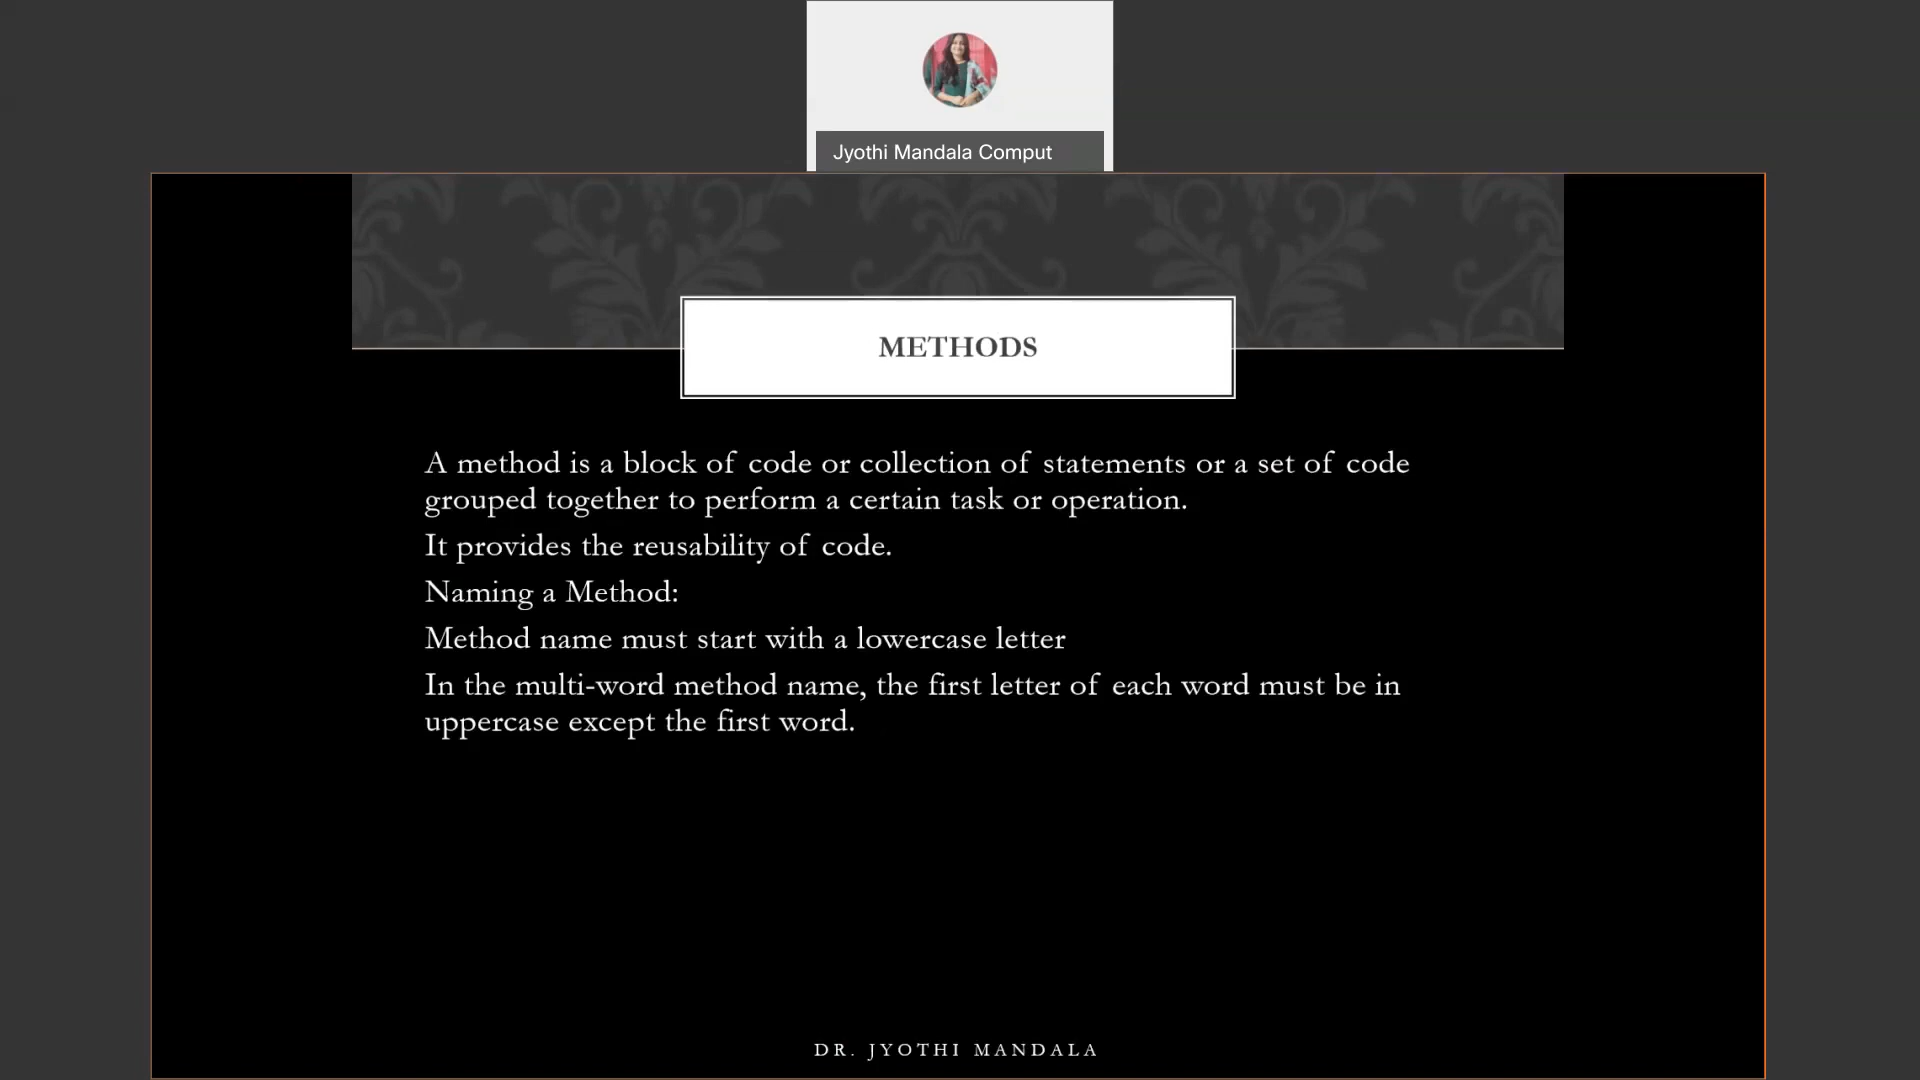 Jyothi Mandala Comput
METHODS
A method is a block of code or collection of statements or a set of code
grouped together to perform a certain task or operation.
It provides the reusability of code.
Naming a Method:
Method name must start with a lowercase letter
In the multi-word method name, the first letter of each word must be in
uppercase except the first word.
DR. JYOTHI MANDALA